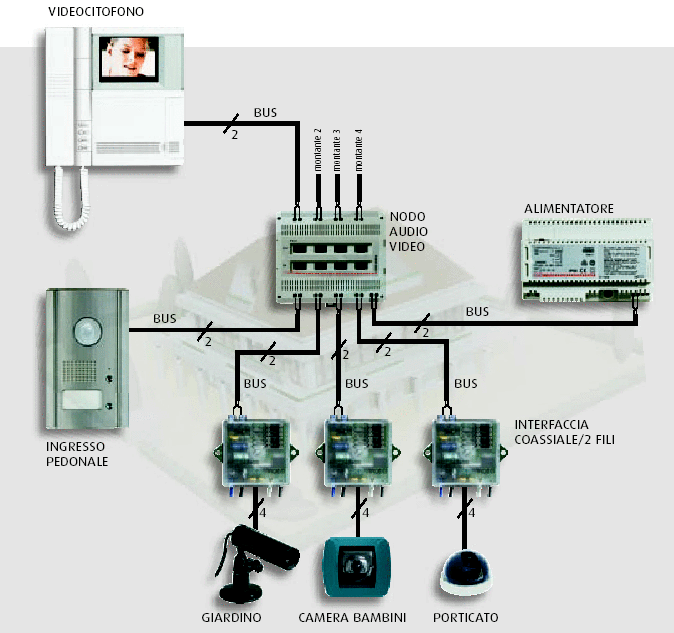 VIDEOCITOFONO
BUS
2
montante 2
montante 3
montante 4
NODO
AUDIO
VIDEO
ALIMENTATORE
BUS
2
BUS
2
2
2
2
BUS
BUS
BUS
INGRESSO
PEDONALE
INTERFACCIA
COASSIALE/2 FILI
4
4
4
GIARDINO
CAMERA BAMBINI
PORTICATO